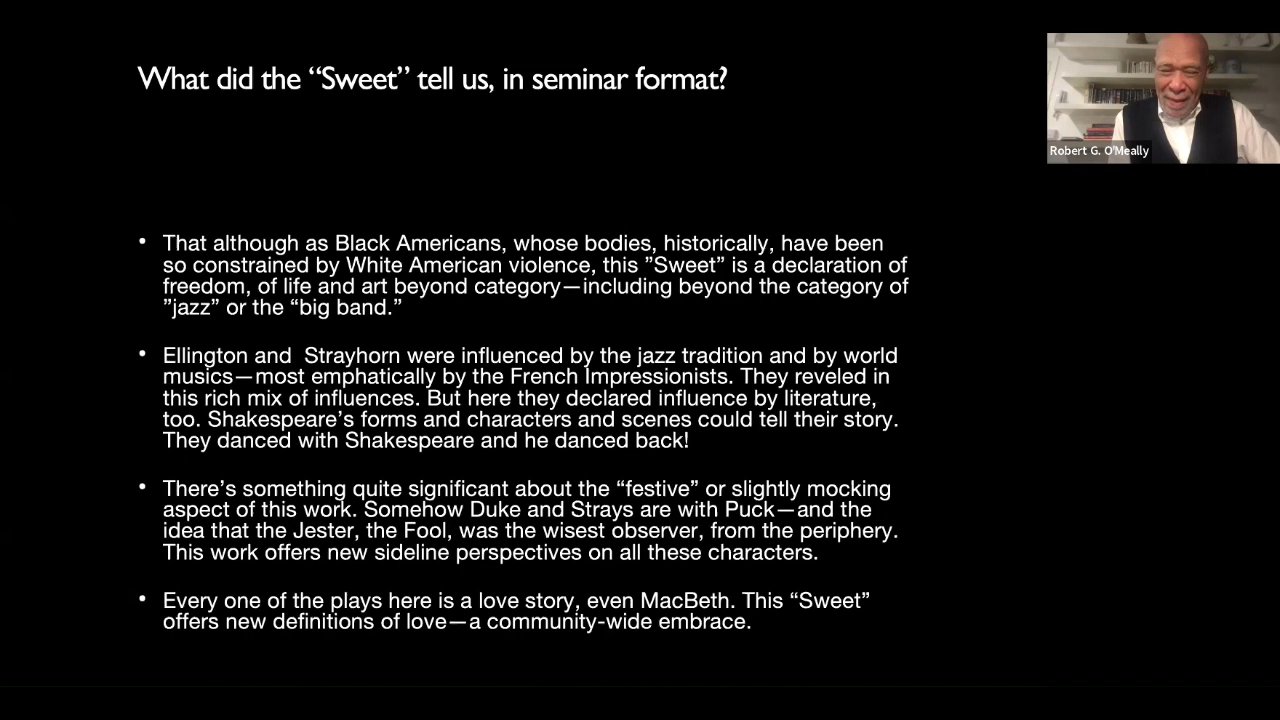 What did the “Sweet” tell us, in seminar format?
Robert G. O'Meally
• That although as Black Americans, whose bodies, historically, have been
so constrained by White American violence, this ”Sweet” is a declaration of
freedom, of life and art beyond category—including beyond the category of
”jazz” or the “big band.”
• Ellington and  Strayhorn were influenced by the jazz tradition and by world
musics—most emphatically by the French Impressionists. They reveled in
this rich mix of influences. But here they declared influence by literature,
too. Shakespeare’s forms and characters and scenes could tell their story.
They danced with Shakespeare and he danced back!
• There’s something quite significant about the “festive” or slightly mocking
aspect of this work. Somehow Duke and Strays are with Puck—and the
idea that the Jester, the Fool, was the wisest observer, from the periphery.
This work offers new sideline perspectives on all these characters.
• Every one of the plays here is a love story, even MacBeth. This “Sweet”
offers new definitions of love—a community-wide embrace.